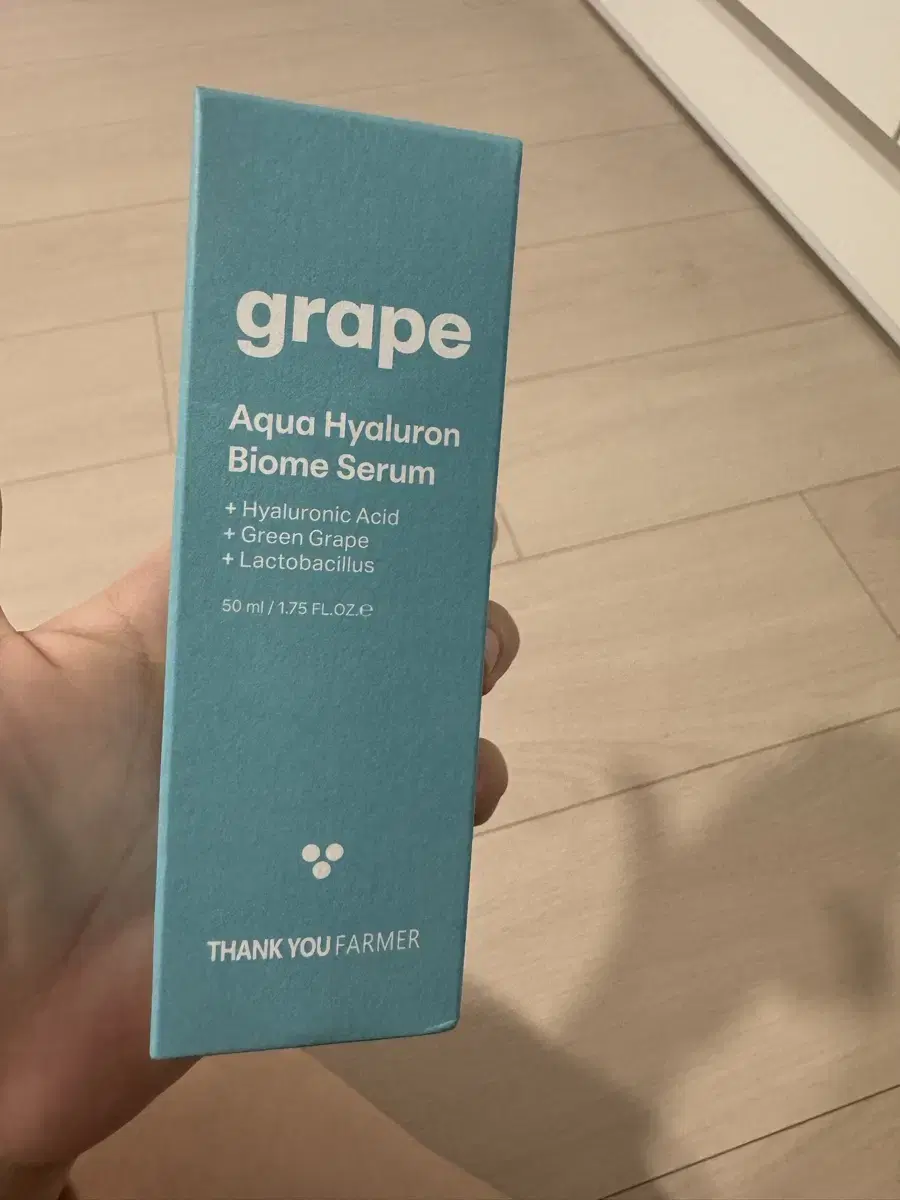 grape
Aqua Hyaluron
Biome Serum
+ Hyaluronic Acid
+ Green Grape
+ Lactobacillus
50 ml / 1.75 FL.OZ.℮
THANK YOU FARMER